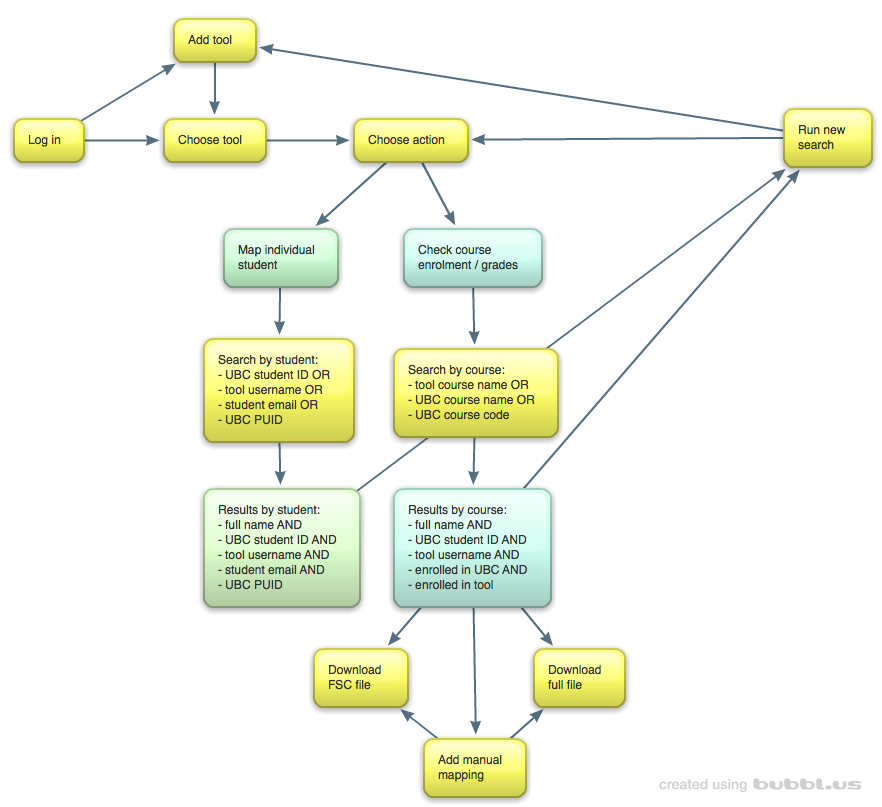 Add tool
Log in
Choose tool
Choose action
Run new
search
Map individual
student
Check course
enrolment / grades
Search by student:
- UBC student ID OR
- tool username OR
- student email OR
- UBC PUID
Search by course:
- tool course name OR
- UBC course name OR
- UBC course code
Results by student:
- full name AND
- UBC student ID AND
- tool username AND
- student email AND
- UBC PUID
Results by course:
- full name AND
- UBC student ID AND
- tool username AND
- enrolled in UBC AND
- enrolled in tool
Download
FSC file
Download
full file
Add manual
mapping
created using bubbl.us